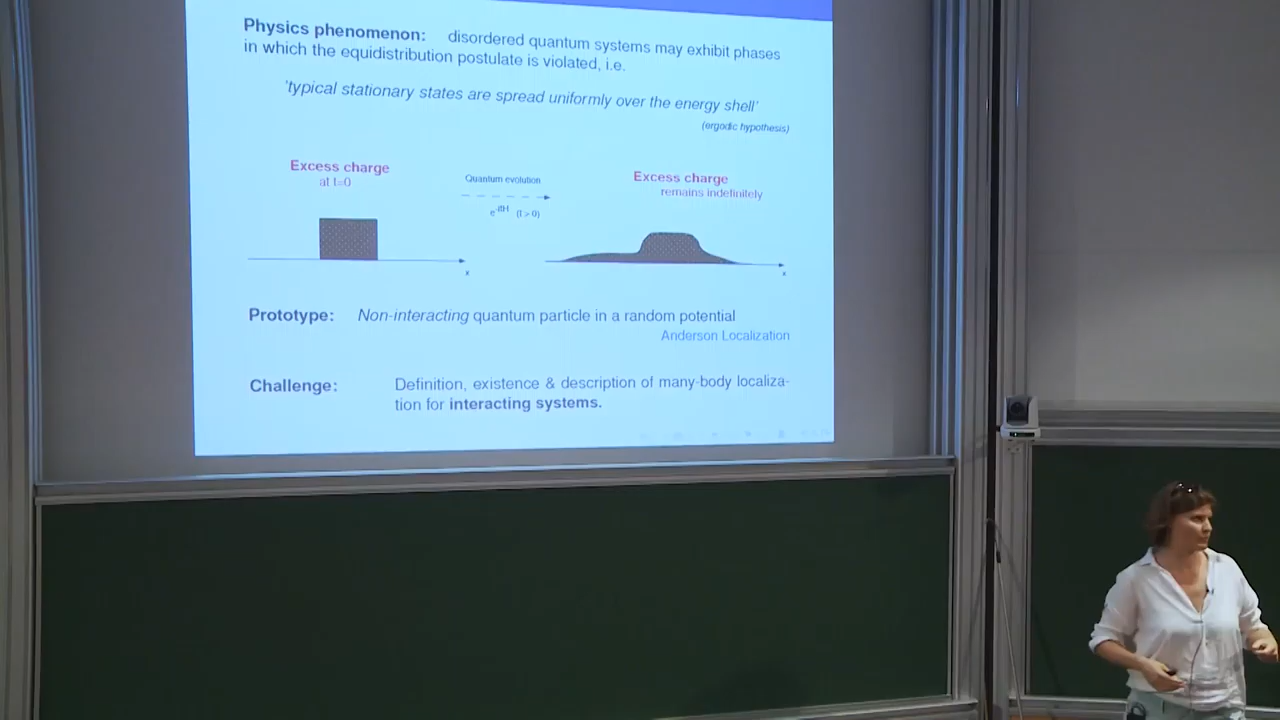 Physics phenomenon: disordered quantum systems may exhibit phases
in which the equidistribution postulate is violated, i.e.
'typical stationary states are spread uniformly over the energy shell'
(ergodic hypothesis)
Excess charge
at t=0
Quantum evolution
e^-itH (t > 0)
Excess charge
remains indefinitely
x
x
Prototype: Non-interacting quantum particle in a random potential
Anderson Localization
Challenge: Definition, existence & description of many-body localiza-
tion for interacting systems.